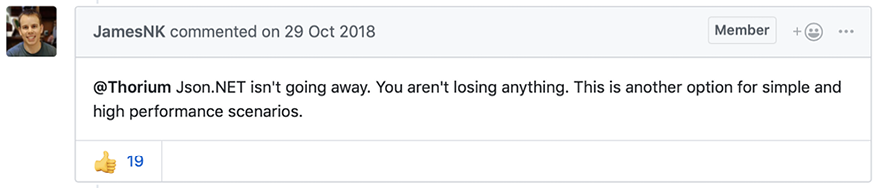 JamesNK commented on 29 Oct 2018
Member
@Thorium Json.NET isn't going away. You aren't losing anything. This is another option for simple and
high performance scenarios.
19